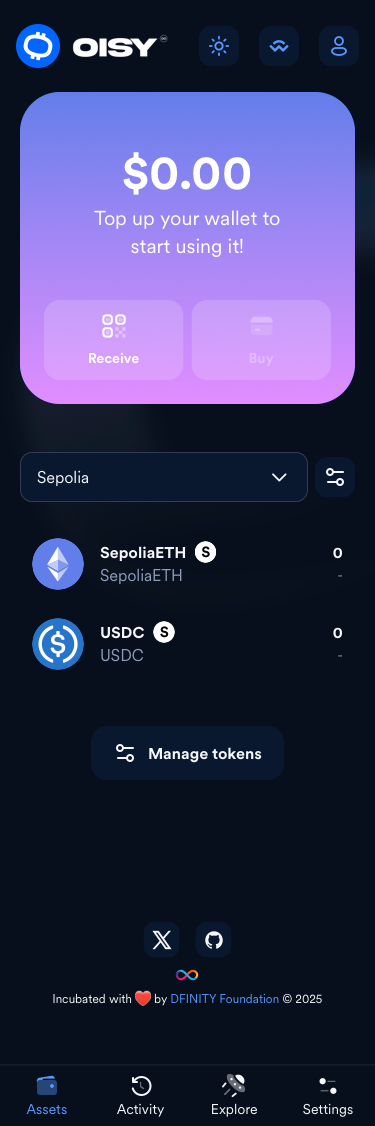 OISY
$0.00
Top up your wallet to
start using it!
Receive
Buy
Sepolia
SepoliaETH S 0
SepoliaETH -
USDC S 0
USDC -
Manage tokens
Incubated with ❤️ by DFINITY Foundation © 2025
Assets
Activity
Explore
Settings